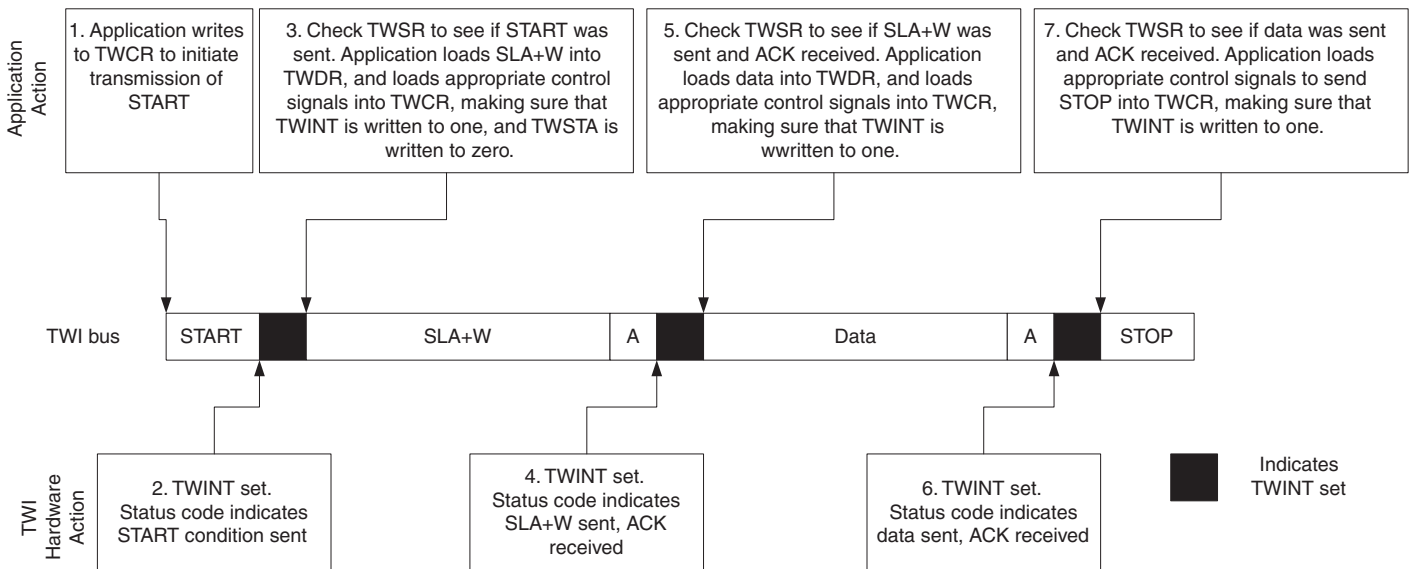 Application
Action
1. Application writes
to TWCR to initiate
transmission of
START
3. Check TWSR to see if START was
sent. Application loads SLA+W into
TWDR, and loads appropriate control
signals into TWCR, making sure that
TWINT is written to one, and TWSTA is
written to zero.
5. Check TWSR to see if SLA+W was
sent and ACK received. Application
loads data into TWDR, and loads
appropriate control signals into TWCR,
making sure that TWINT is
wwritten to one.
7. Check TWSR to see if data was sent
and ACK received. Application loads
appropriate control signals to send
STOP into TWCR, making sure that
TWINT is written to one.
TWI bus
START
SLA+W
A
Data
A
STOP
TWI
Hardware
Action
2. TWINT set.
Status code indicates
START condition sent
4. TWINT set.
Status code indicates
SLA+W sent, ACK
received
6. TWINT set.
Status code indicates
data sent, ACK received
Indicates
TWINT set